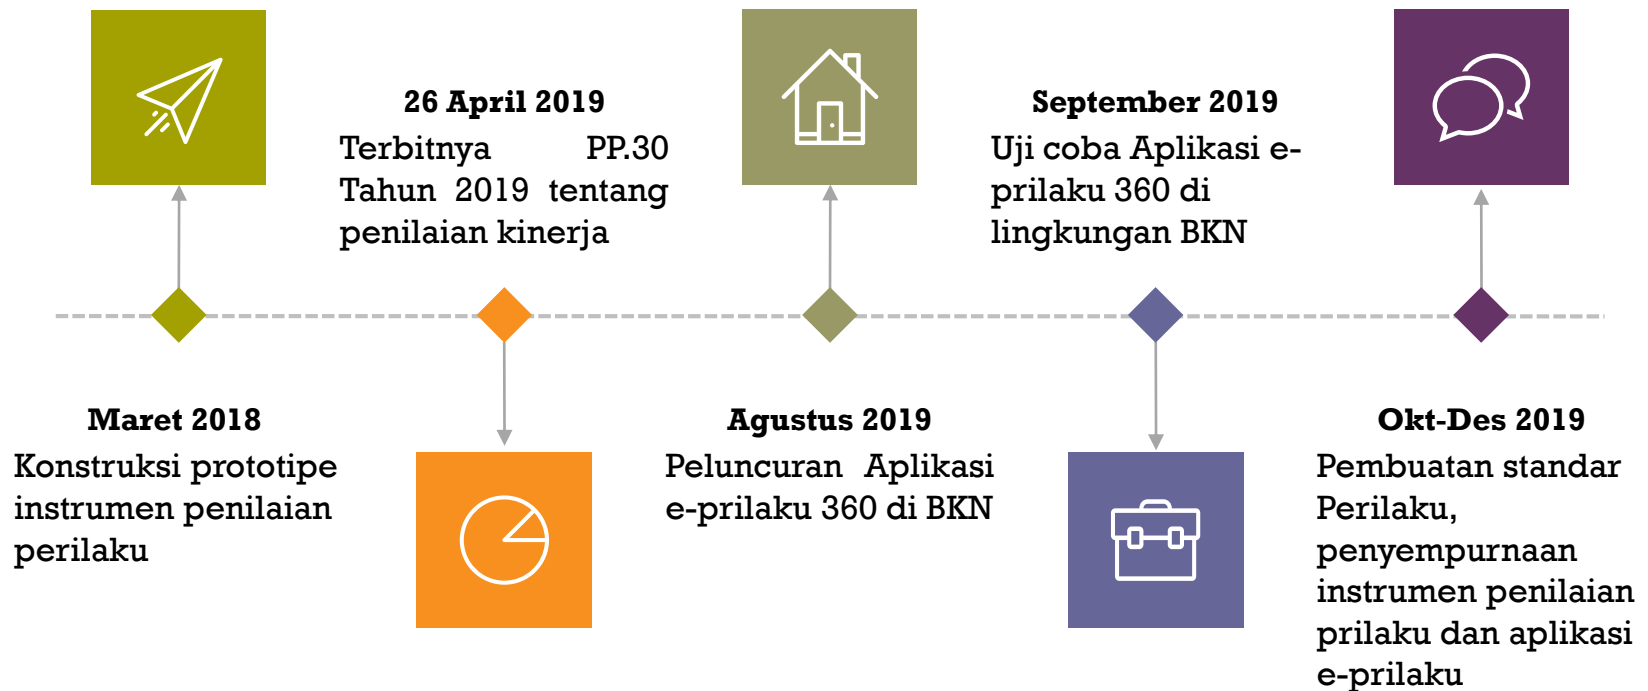 Maret 2018
Konstruksi prototipe
instrumen penilaian
perilaku
26 April 2019
Terbitnya PP.30
Tahun 2019 tentang
penilaian kinerja
Agustus 2019
Peluncuran Aplikasi
e-prilaku 360 di BKN
September 2019
Uji coba Aplikasi e-
prilaku 360 di
lingkungan BKN
Okt-Des 2019
Pembuatan standar
Perilaku,
penyempurnaan
instrumen penilaian
prilaku dan aplikasi
e-prilaku